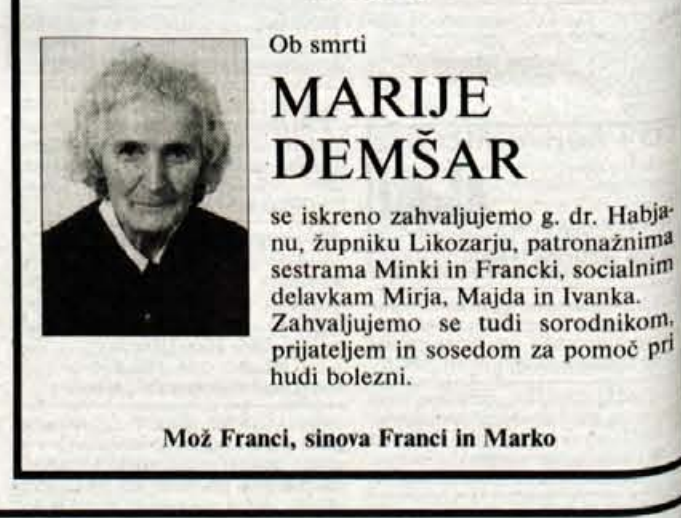 Ob smrti
MARIJE
DEMŠAR
se iskreno zahvaljujemo g. dr. Habja-
nu, župniku Likozarju, patronažnima
sestrama Minki in Francki, socialnim
delavkam Mirja, Majda in Ivanka.
Zahvaljujemo se tudi sorodnikom,
prijateljem in sosedom za pomoč pri
hudi bolezni.
Mož Franci, sinova Franci in Marko